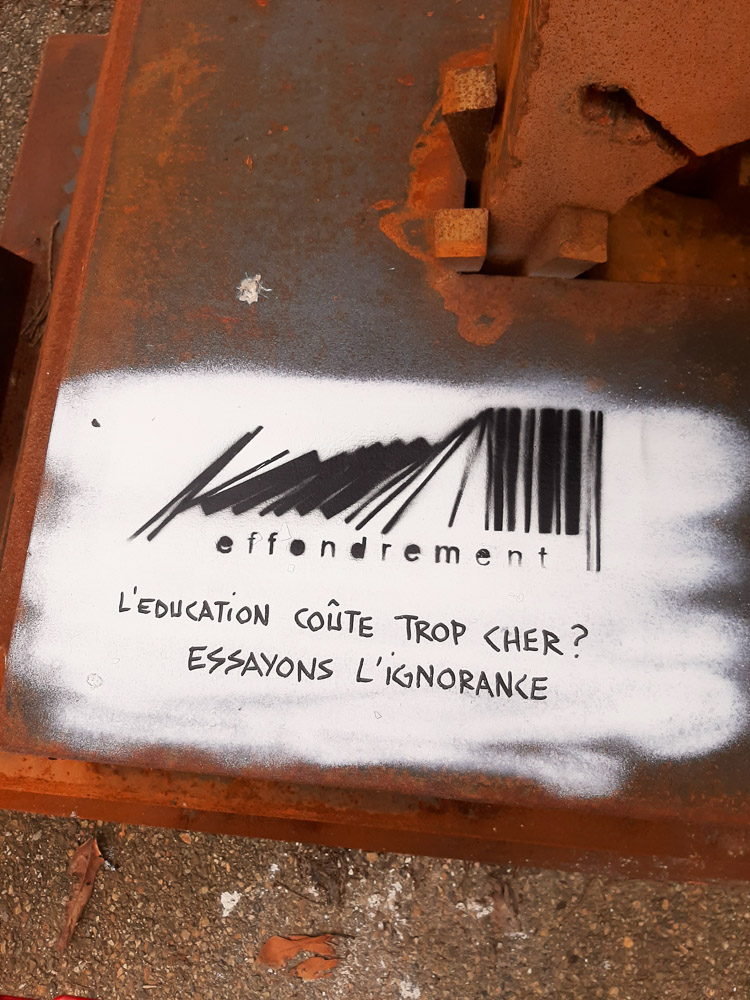 effondrement
L'EDUCATiON COÛTE TROP CHER?
ESSAYONS L'iGNORANCE